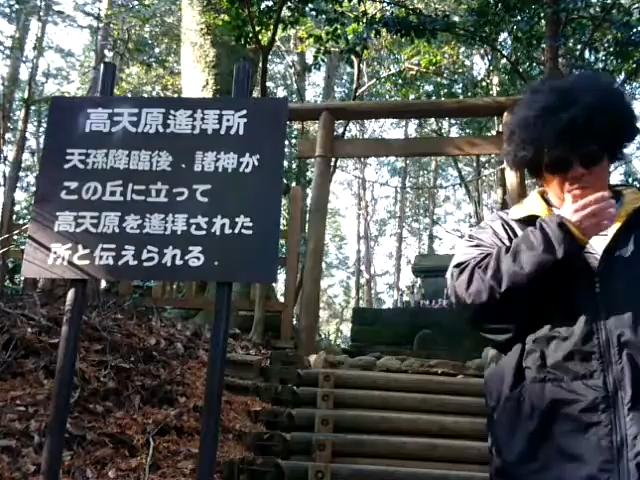 高天原遙拝所
天孫降臨後、諸神が
この丘に立って
高天原を遙拝された
所と伝えられる.